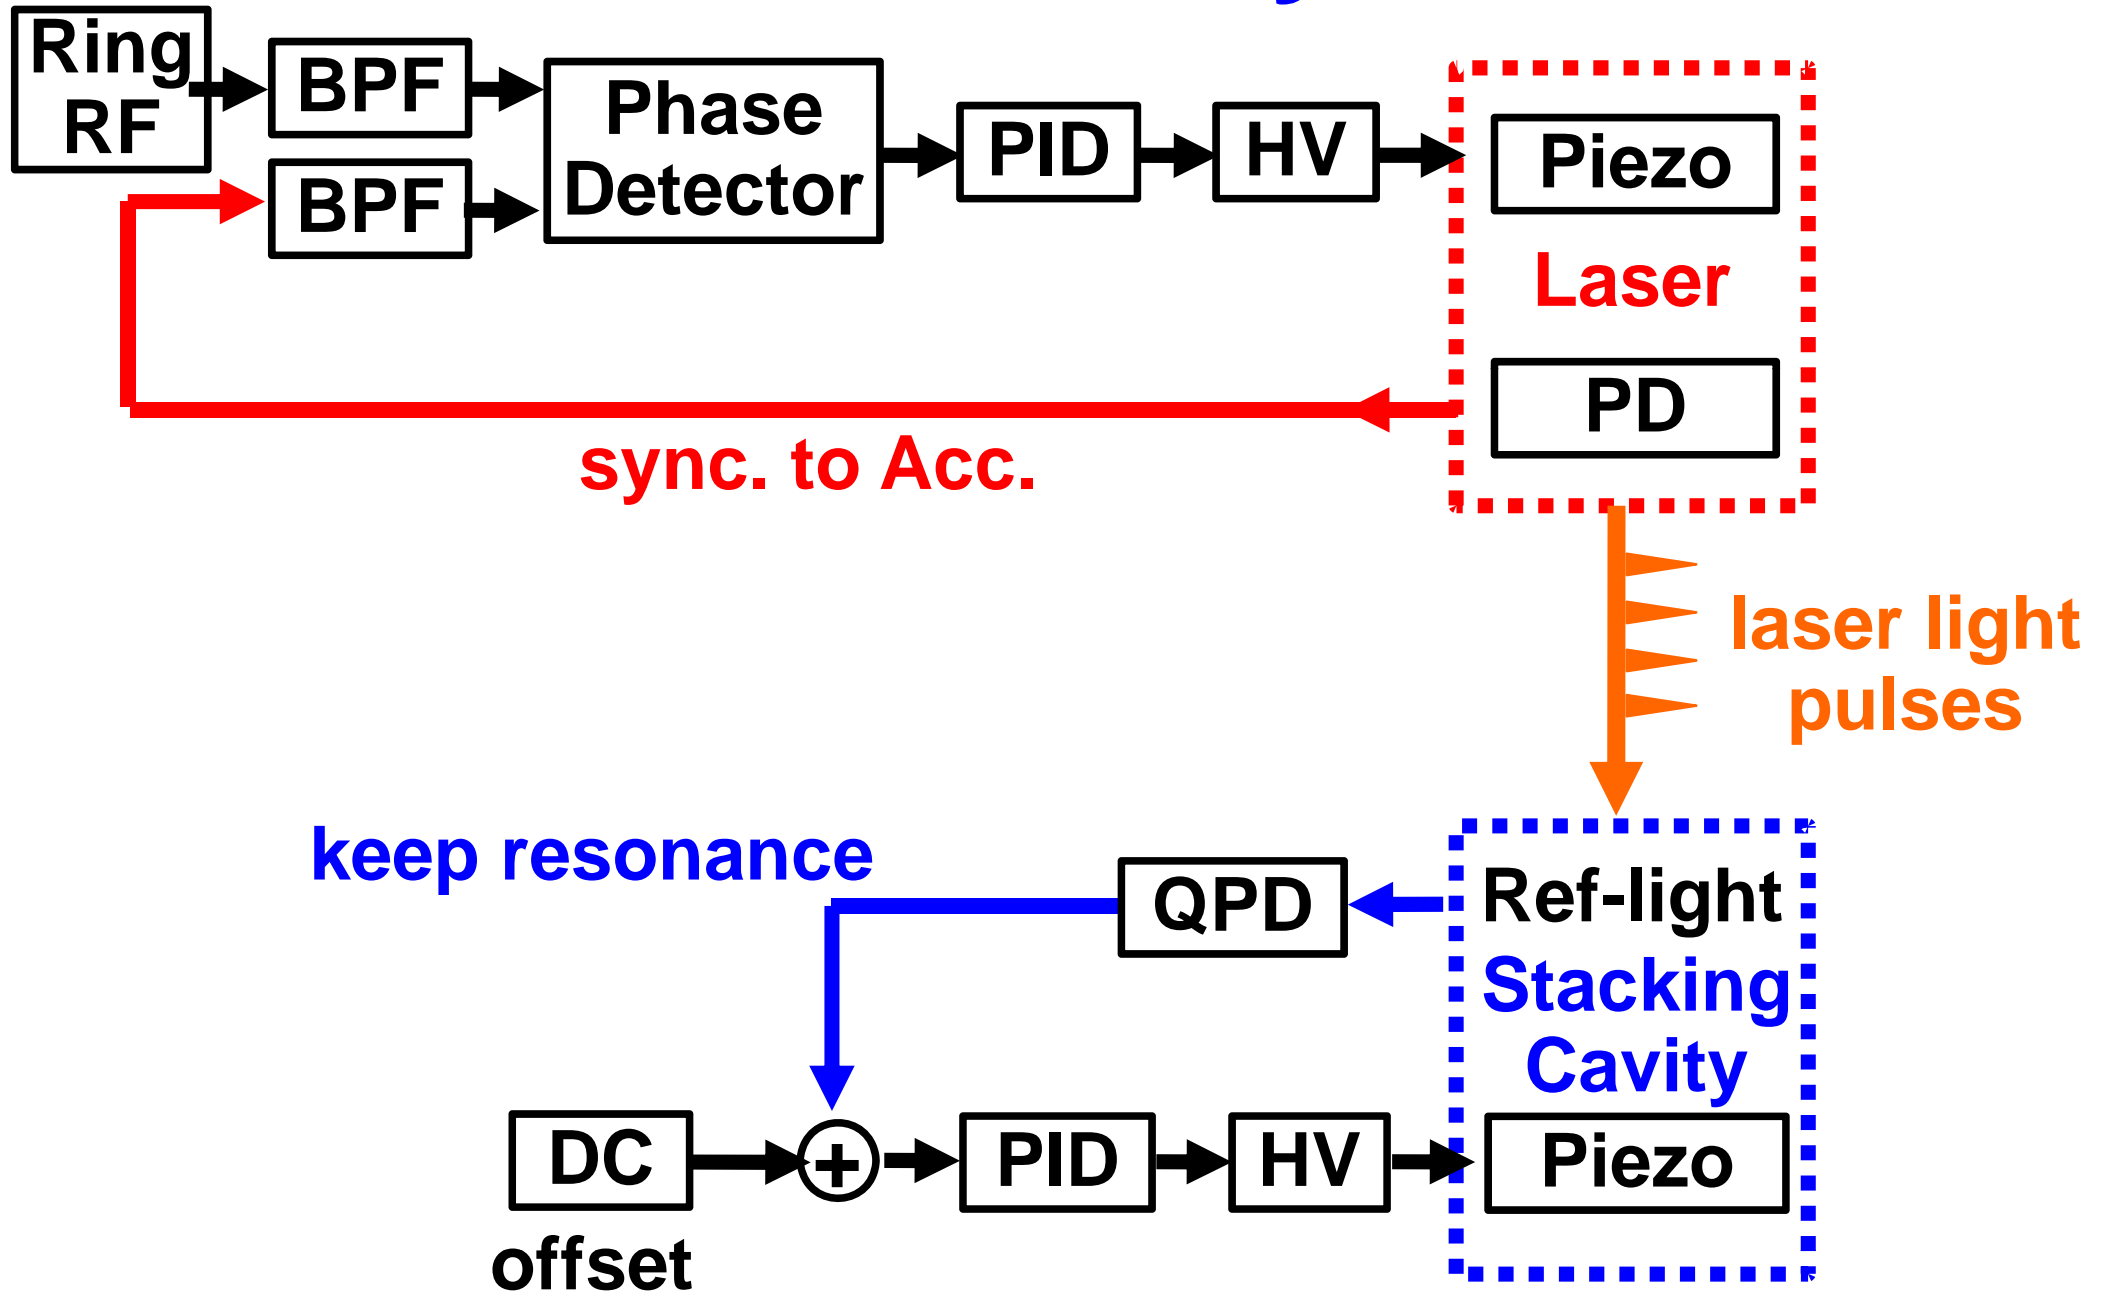 Ring
RF
BPF
BPF
Phase
Detector
PID
HV
Piezo
Laser
PD
sync. to Acc.
laser light
pulses
keep resonance
QPD
Ref-light
Stacking
Cavity
DC
+
PID
HV
Piezo
offset